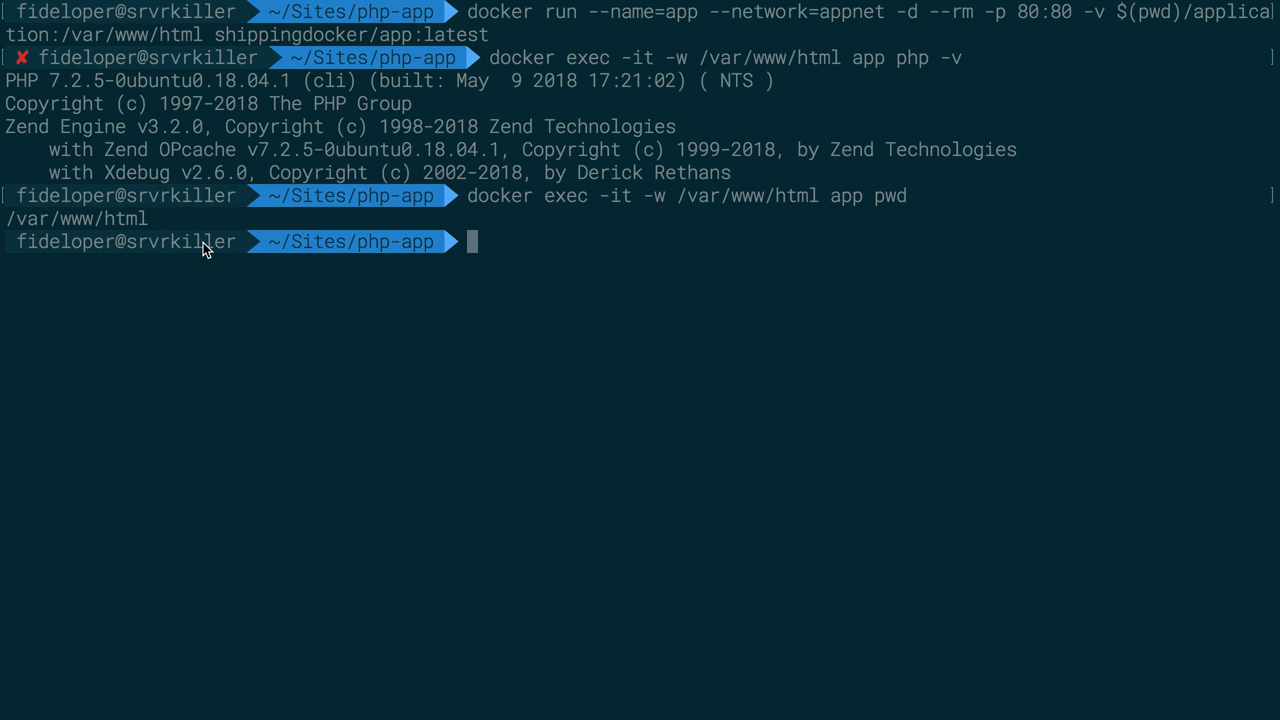 fideloper@srvrkiller ~/Sites/php-app docker run --name=app --network=appnet -d --rm -p 80:80 -v $(pwd)/applica]
tion:/var/www/html shippingdocker/app:latest
[ ✘ fideloper@srvrkiller ~/Sites/php-app docker exec -it -w /var/www/html app php -v ]
PHP 7.2.5-0ubuntu0.18.04.1 (cli) (built: May  9 2018 17:21:02) ( NTS )
Copyright (c) 1997-2018 The PHP Group
Zend Engine v3.2.0, Copyright (c) 1998-2018 Zend Technologies
    with Zend OPcache v7.2.5-0ubuntu0.18.04.1, Copyright (c) 1999-2018, by Zend Technologies
    with Xdebug v2.6.0, Copyright (c) 2002-2018, by Derick Rethans
[ fideloper@srvrkiller ~/Sites/php-app docker exec -it -w /var/www/html app pwd ]
/var/www/html
fideloper@srvrkiller ~/Sites/php-app